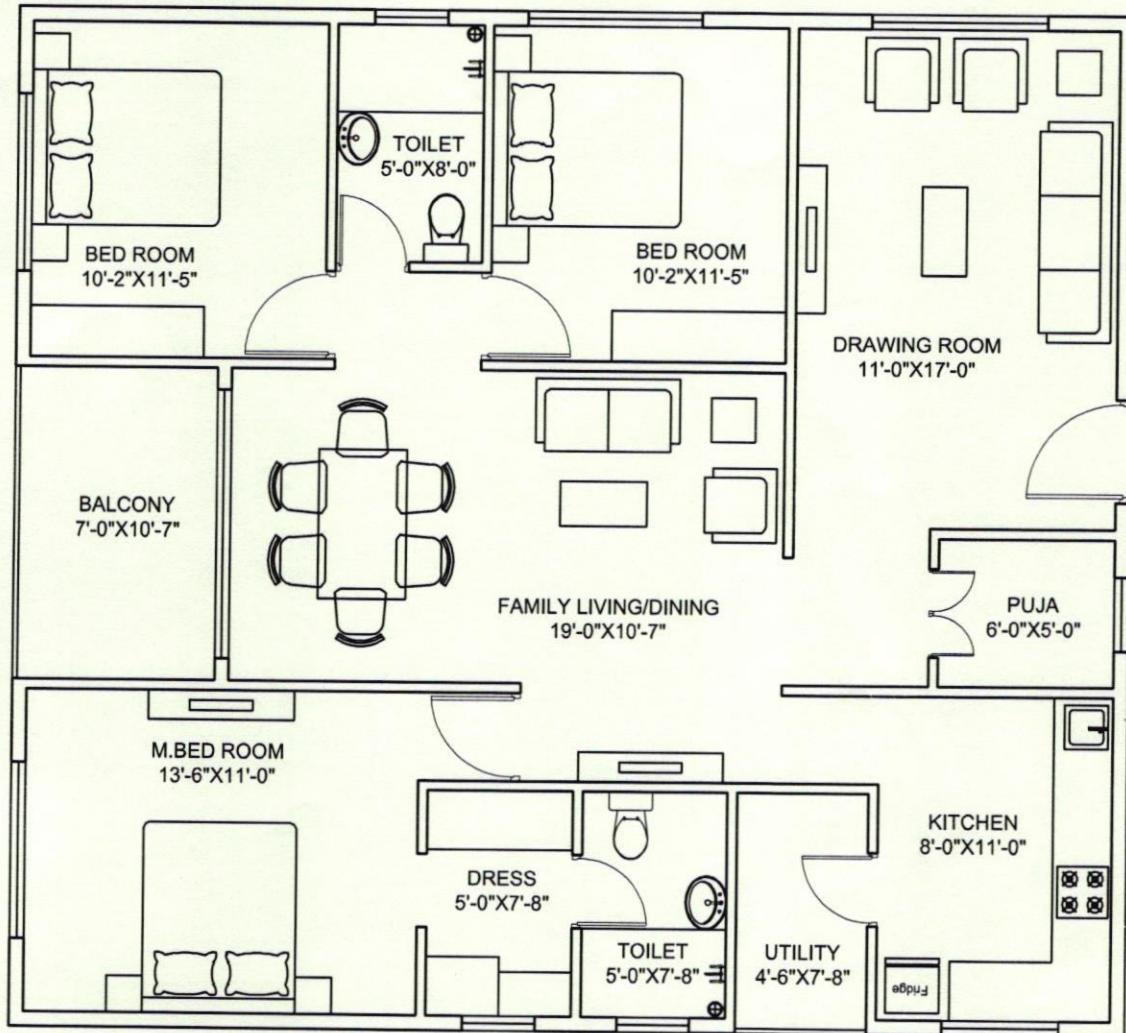 TOILET
5'-0"X8'-0"
BED ROOM
10'-2"X11'-5"
BED ROOM
10'-2"X11'-5"
DRAWING ROOM
11'-0"X17'-0"
BALCONY
7'-0"X10'-7"
FAMILY LIVING/DINING
19'-0"X10'-7"
PUJA
6'-0"X5'-0"
M.BED ROOM
13'-6"X11'-0"
KITCHEN
8'-0"X11'-0"
DRESS
5'-0"X7'-8"
TOILET
5'-0"X7'-8"
UTILITY
4'-6"X7'-8"
Fridge